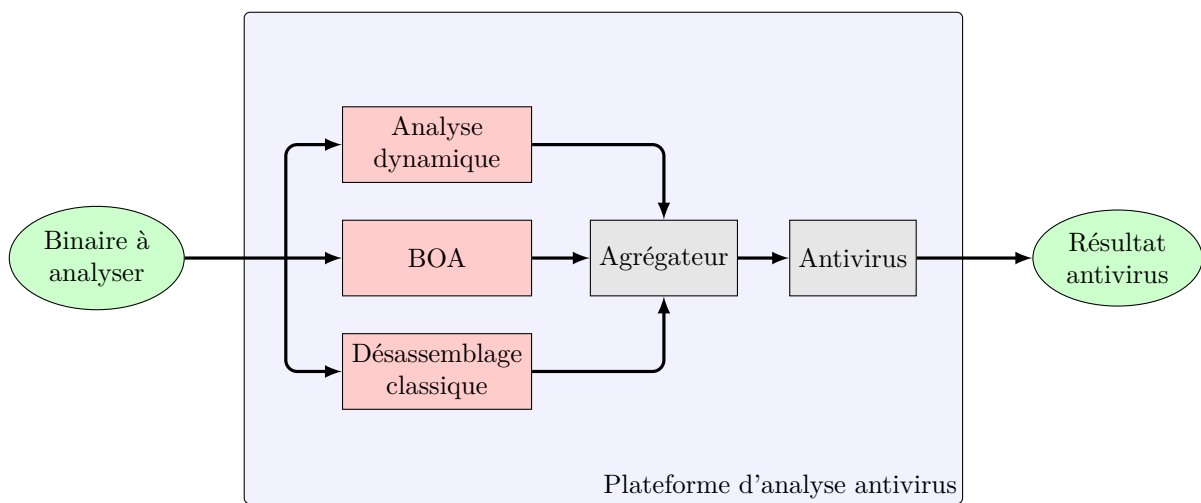 Analyse
dynamique
Binaire à
analyser
BOA
Agrégateur
Antivirus
Résultat
antivirus
Désassemblage
classique
Plateforme d'analyse antivirus